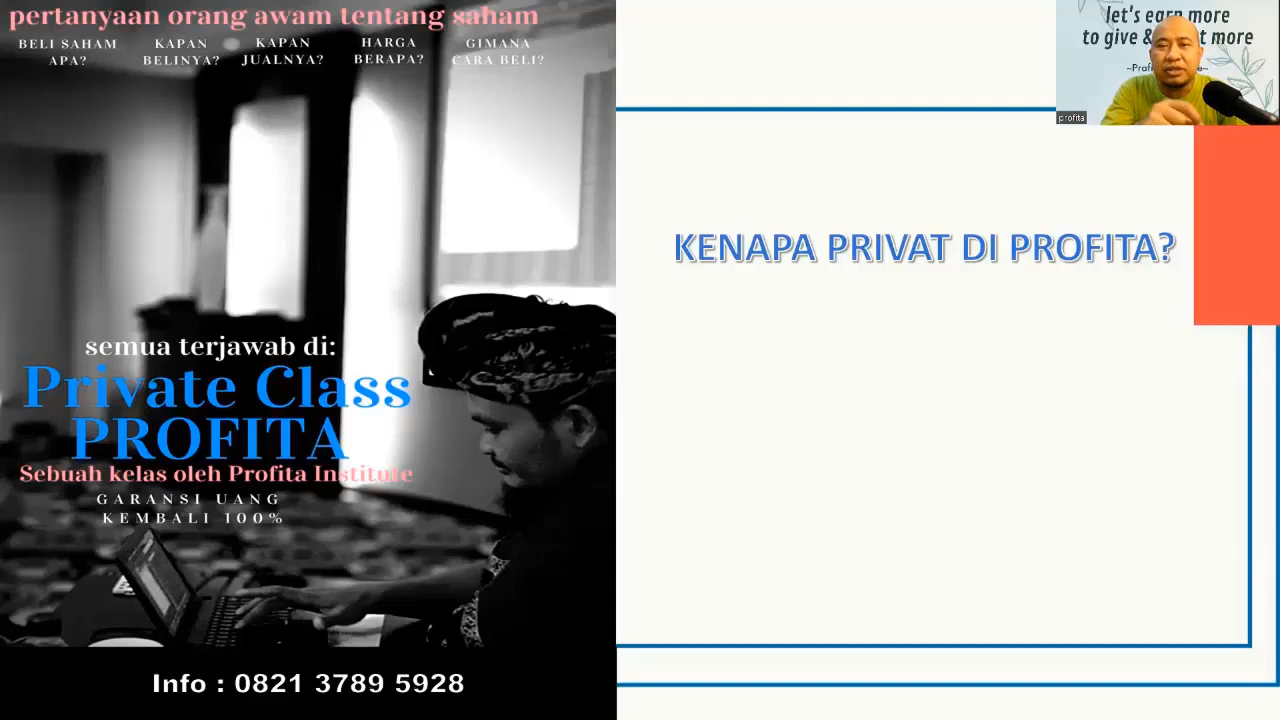 pertanyaan orang awam tentang saham
BELI SAHAM APA?
KAPAN BELINYA?
KAPAN JUALNYA?
HARGA BERAPA?
GIMANA CARA BELI?
semua terjawab di:
Private Class
PROFITA
Sebuah kelas oleh Profita Institute
GARANSI UANG
KEMBALI 100%
Info : 0821 3789 5928
let's earn more
to give & more
profita
KENAPA PRIVAT DI PROFITA?